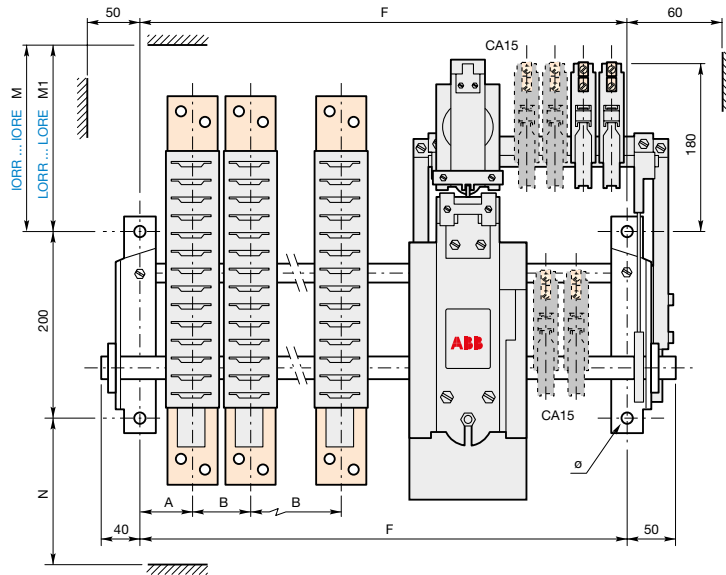 50
F
60
CA15
IORR ... IORE M
LORR ... LORE M1
180
200
ABB
CA15
ø
N
A
B
B
40
F
50